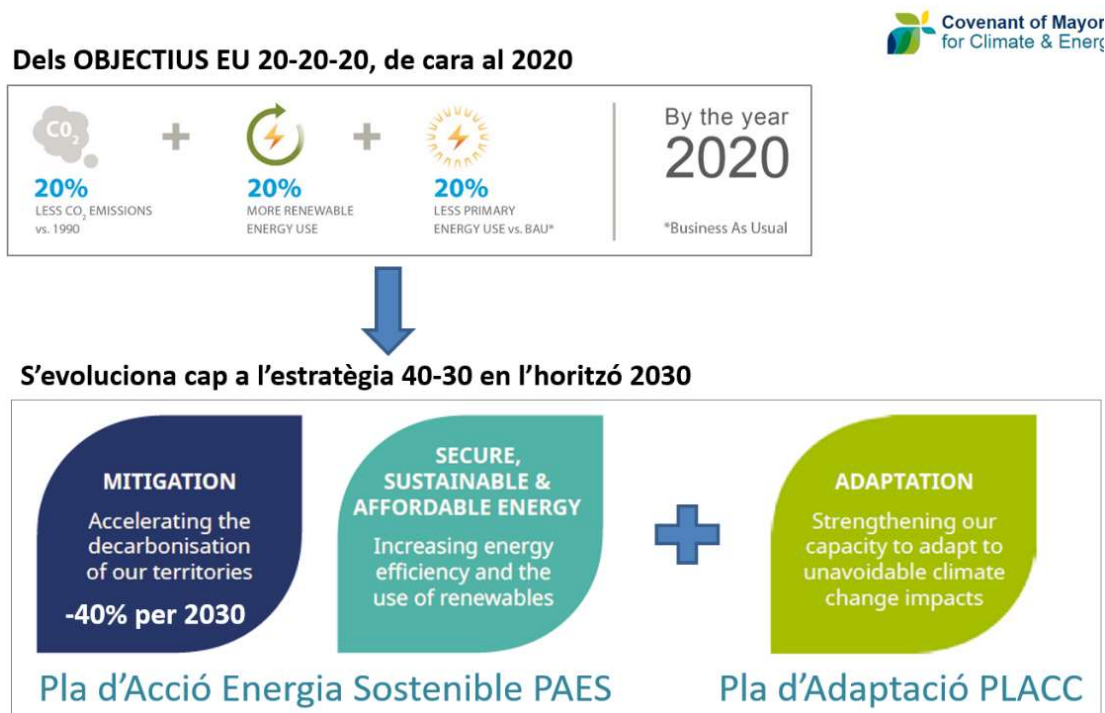 Covenant of Mayor
for Climate & Energ
Dels OBJECTIUS EU 20-20-20, de cara al 2020
CO2
20%
LESS CO2 EMISSIONS
vs. 1990
20%
MORE RENEWABLE
ENERGY USE
20%
LESS PRIMARY
ENERGY USE vs. BAU*
By the year
2020
*Business As Usual
S'evoluciona cap a l'estratègia 40-30 en l'horitzó 2030
MITIGATION
Accelerating the
decarbonisation
of our territories
-40% per 2030
SECURE,
SUSTAINABLE &
AFFORDABLE ENERGY
Increasing energy
efficiency and the
use of renewables
ADAPTATION
Strengthening our
capacity to adapt to
unavoidable climate
change impacts
Pla d'Acció Energia Sostenible PAES
Pla d'Adaptació PLACC